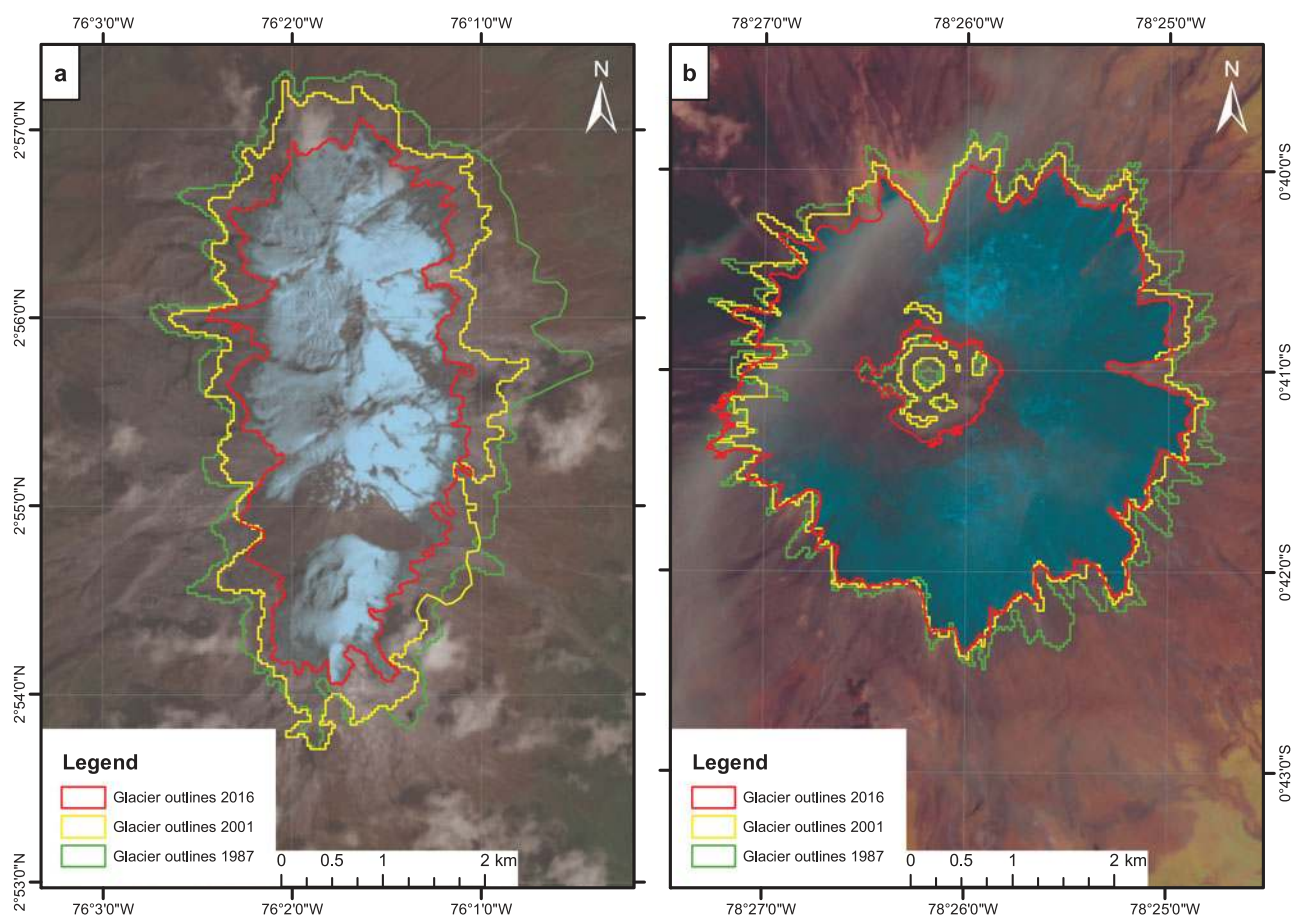 76°3'0"W 76°2'0"W 76°1'0"W 78°27'0"W 78°26'0"W 78°25'0"W
a
N
b
N
2°57'0"N
2°56'0"N
2°55'0"N
2°54'0"N
2°53'0"N
0°40'0"S
0°41'0"S
0°42'0"S
0°43'0"S
Legend
Glacier outlines 2016
Glacier outlines 2001
Glacier outlines 1987
0 0.5 1 2 km
Legend
Glacier outlines 2016
Glacier outlines 2001
Glacier outlines 1987
0 0.5 1 2 km
76°3'0"W 76°2'0"W 76°1'0"W 78°27'0"W 78°26'0"W 78°25'0"W